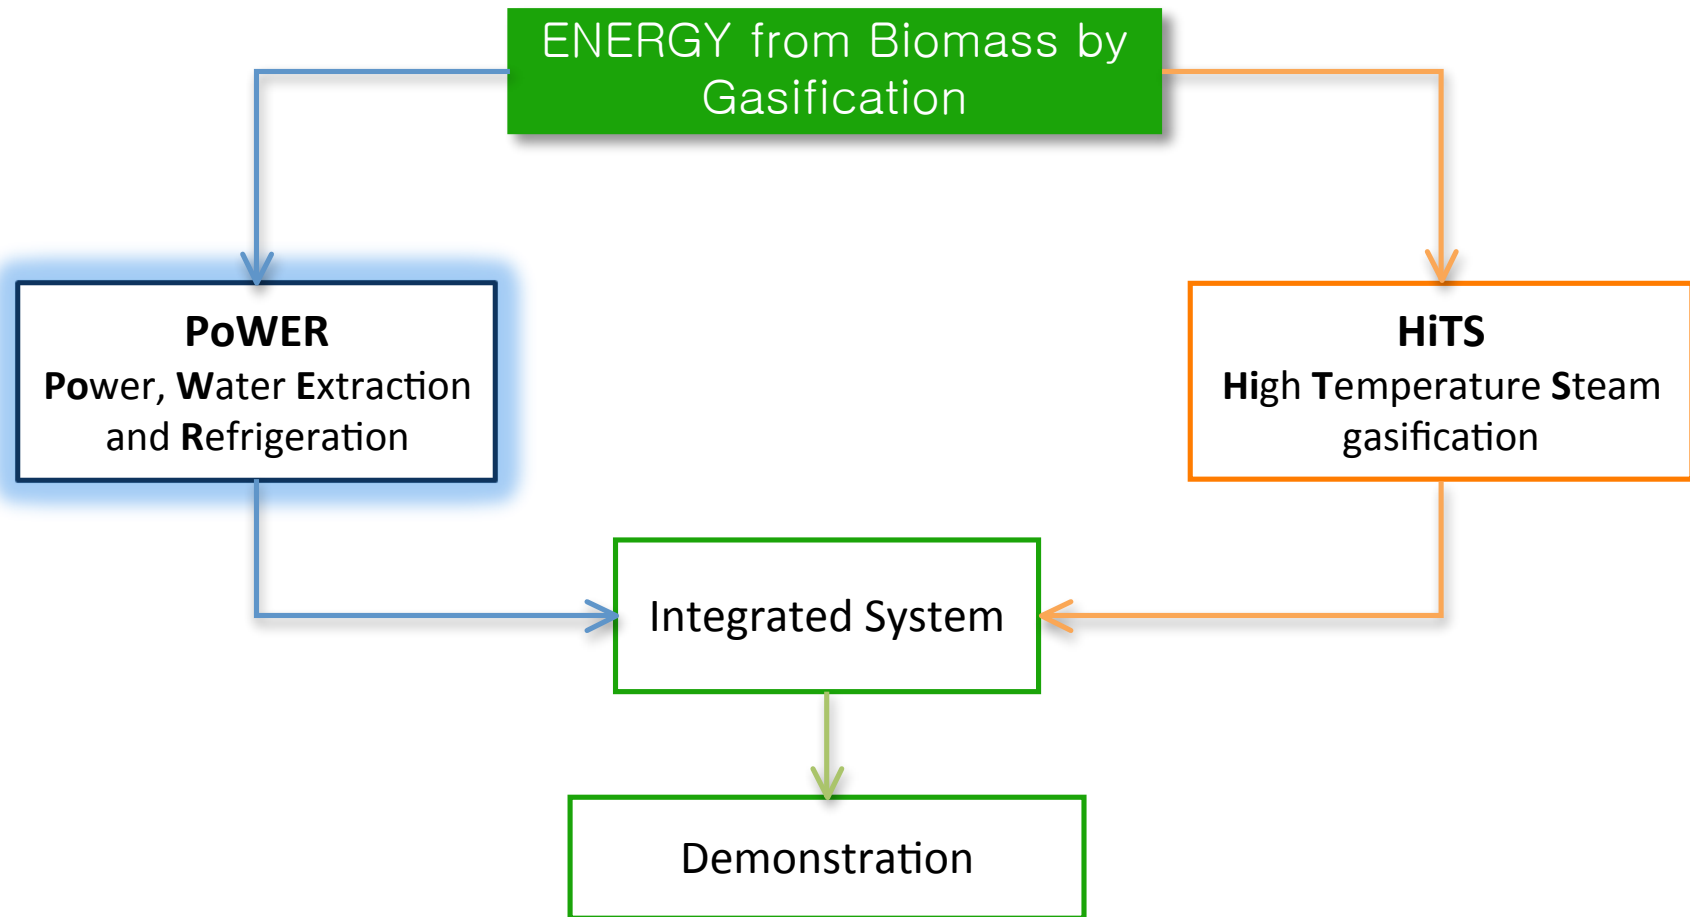 ENERGY from Biomass by
Gasification
PoWER
Power, Water Extraction
and Refrigeration
HiTS
High Temperature Steam
gasification
Integrated System
Demonstration